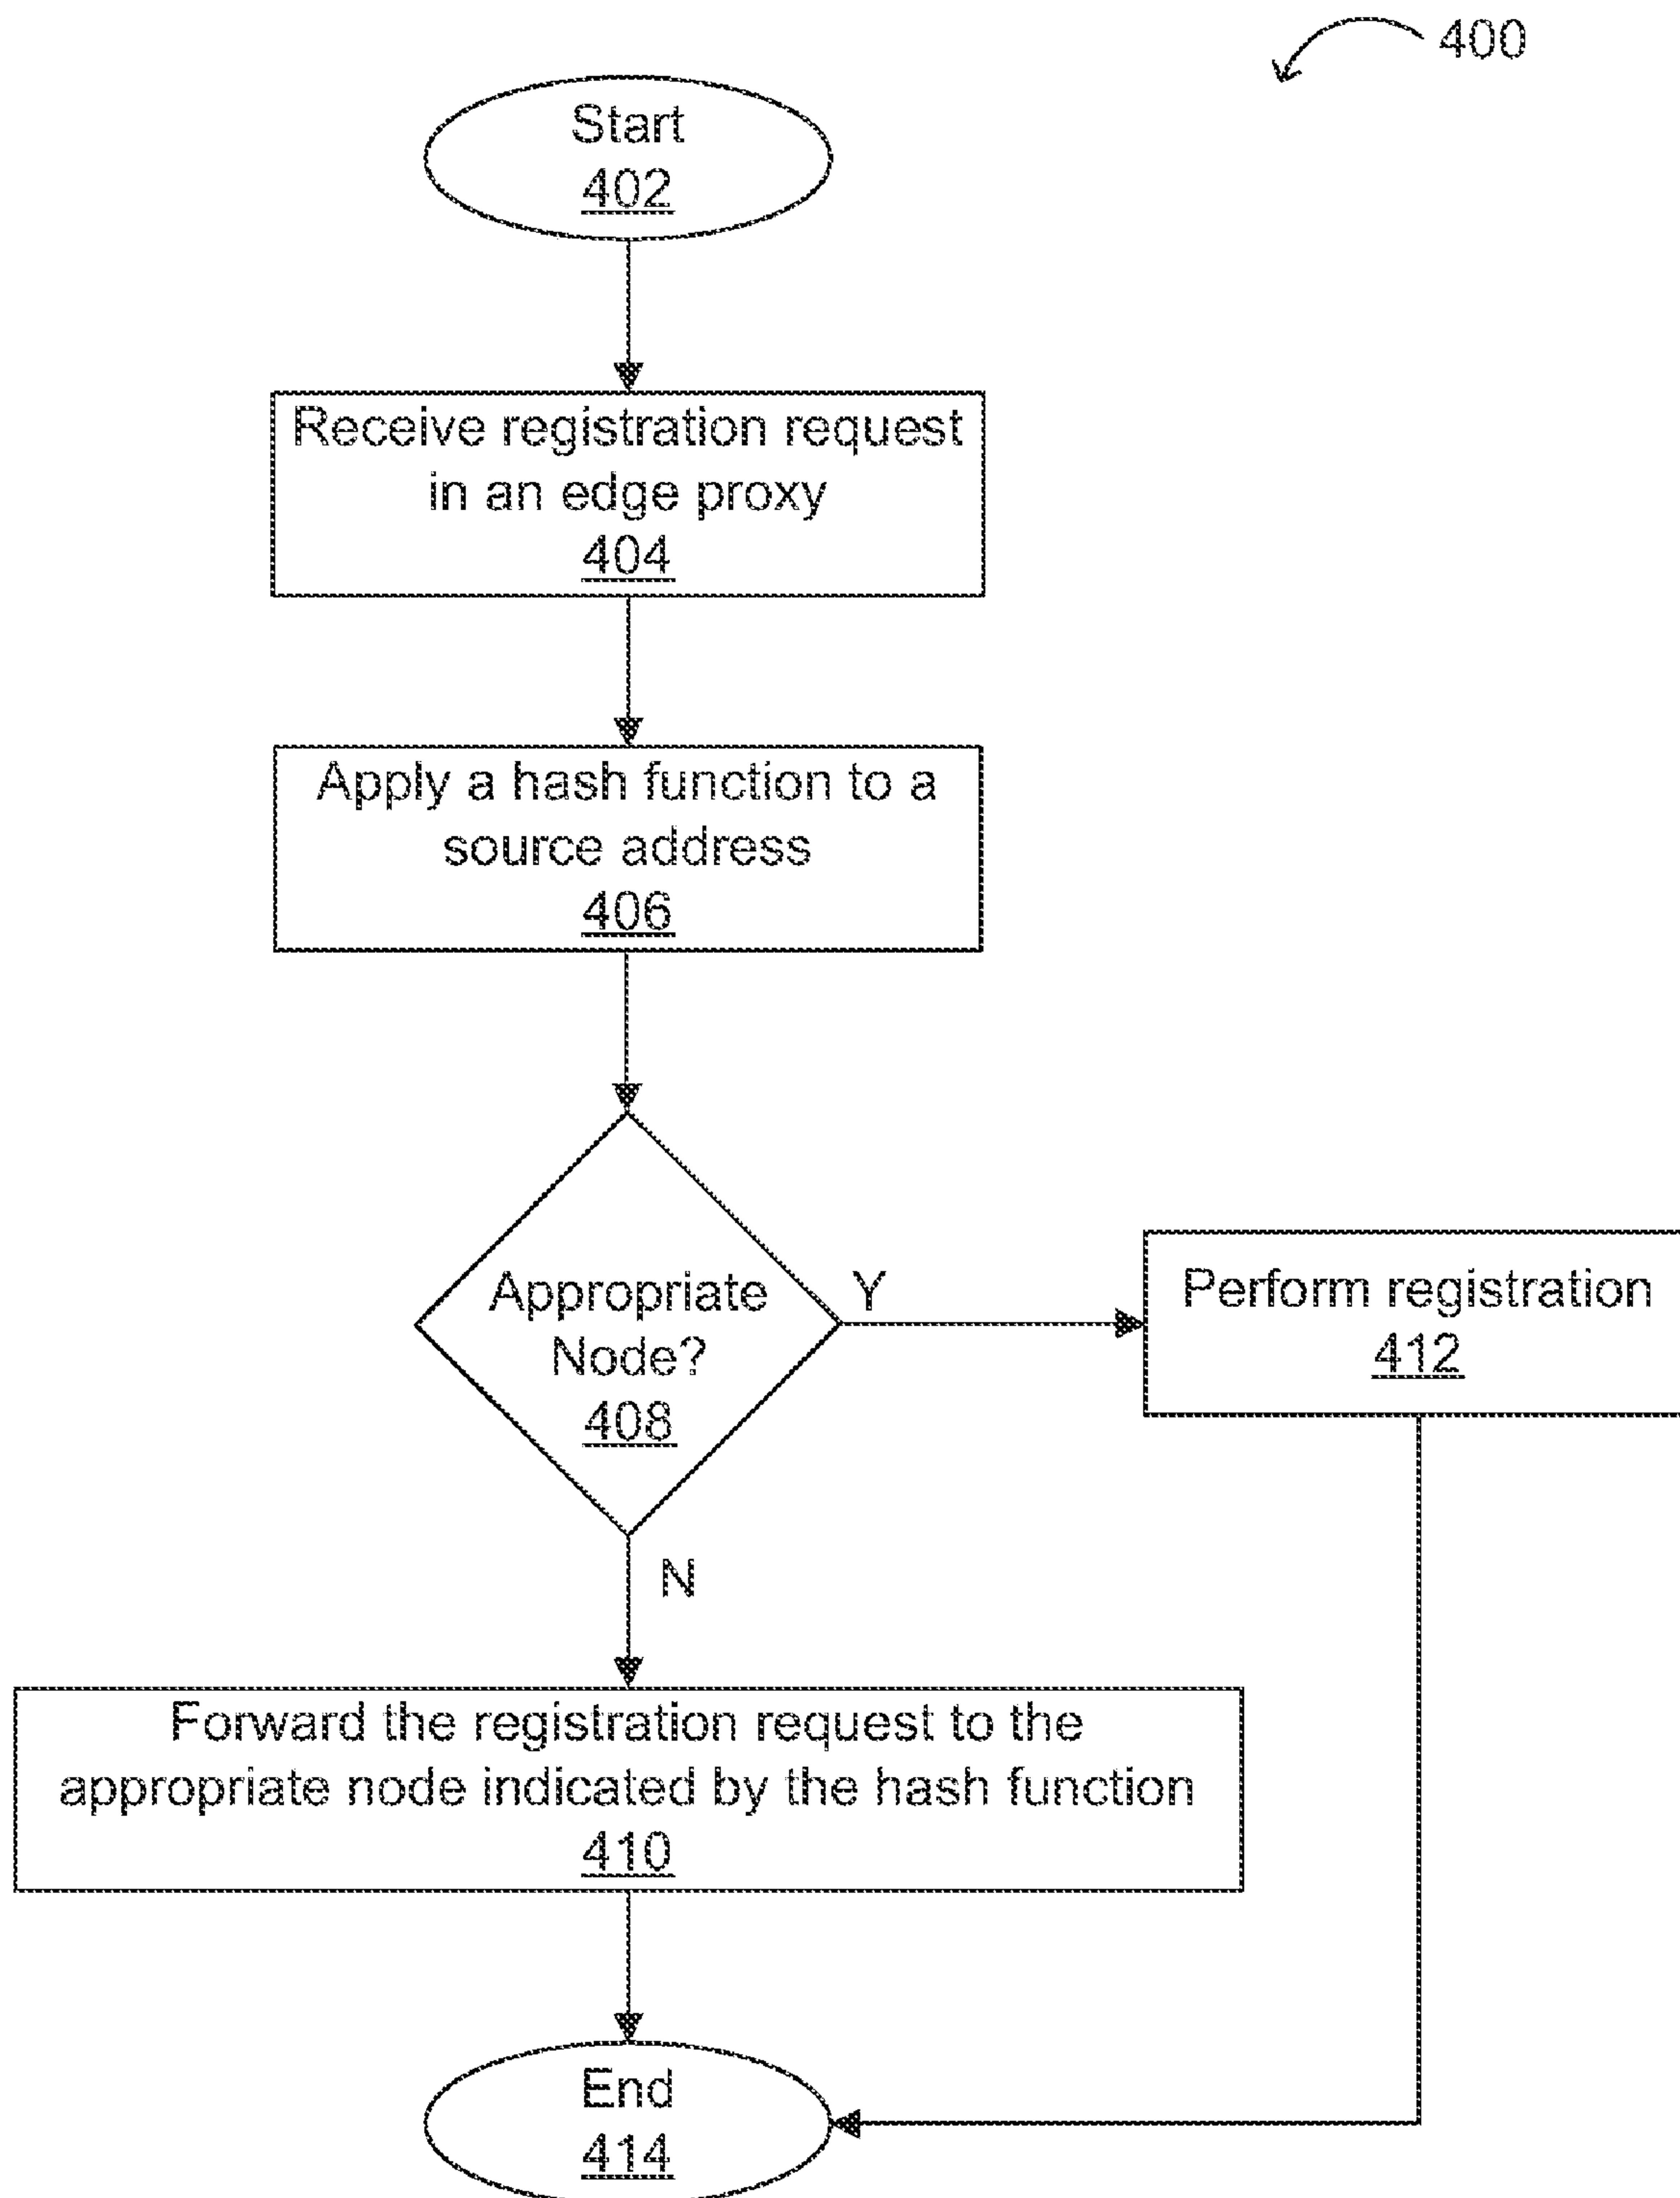 400
Start
402
Receive registration request
in an edge proxy
404
Apply a hash function to a
source address
406
Appropriate
Node?
408
Y
Perform registration
412
N
Forward the registration request to the
appropriate node indicated by the hash function
410
End
414